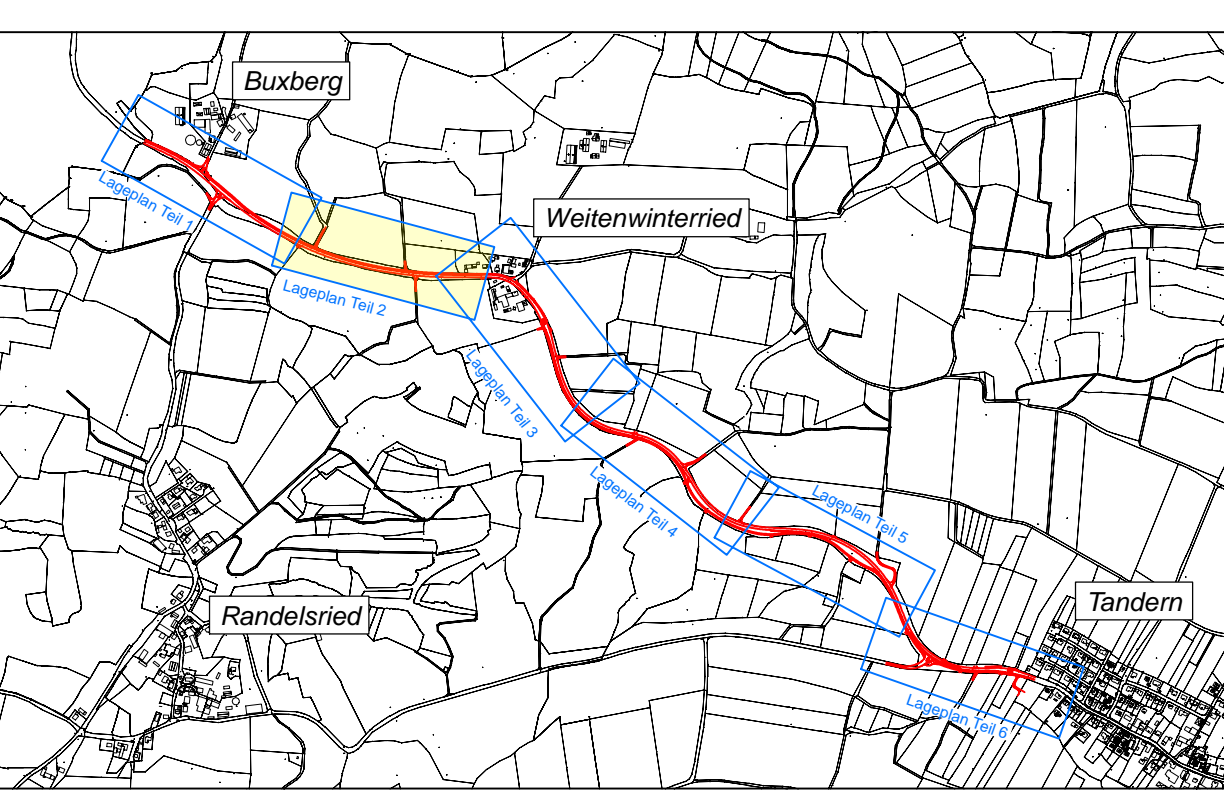 Buxberg
Lageplan Teil 1
Weitenwinterried
Lageplan Teil 2
Lageplan Teil 3
Lageplan Teil 4
Lageplan Teil 5
Randelsried
Tandern
Lageplan Teil 6